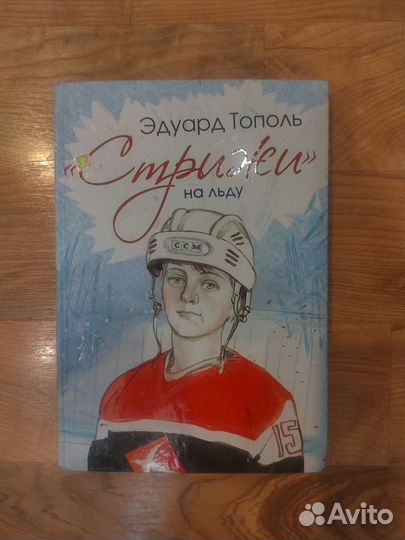 Эдуард Тополь
«Стрижи»
на льду
CCM
15
Avito